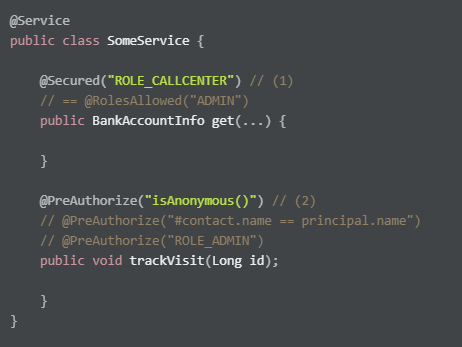 @Service
public class SomeService {
@Secured("ROLE_CALLCENTER") // (1)
// == @RolesAllowed("ADMIN")
public BankAccountInfo get(...) {
}
@PreAuthorize("isAnonymous()") // (2)
// @PreAuthorize("#contact.name == principal.name")
// @PreAuthorize("ROLE_ADMIN")
public void trackVisit(Long id);
}
}